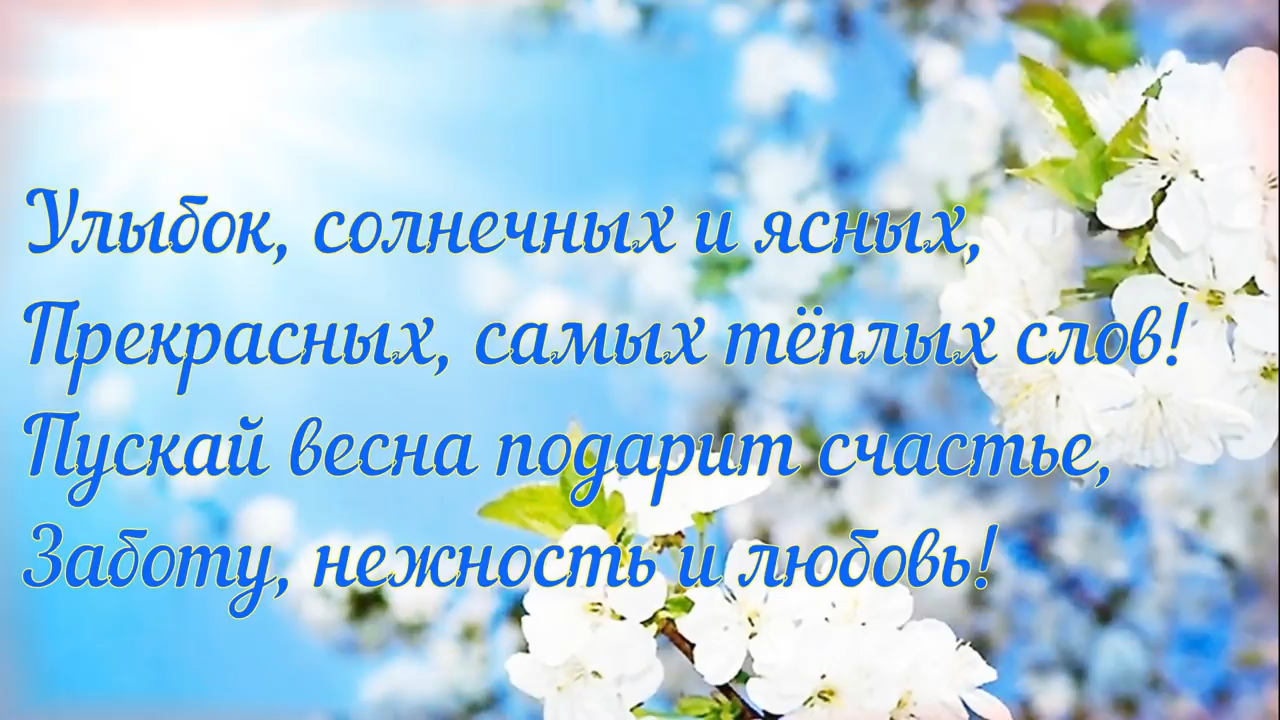 Улыбок, солнечных и ясных,
Прекрасных, самых тёплых слов!
Пускай весна подарит счастье,
Заботу, нежность и любовь!